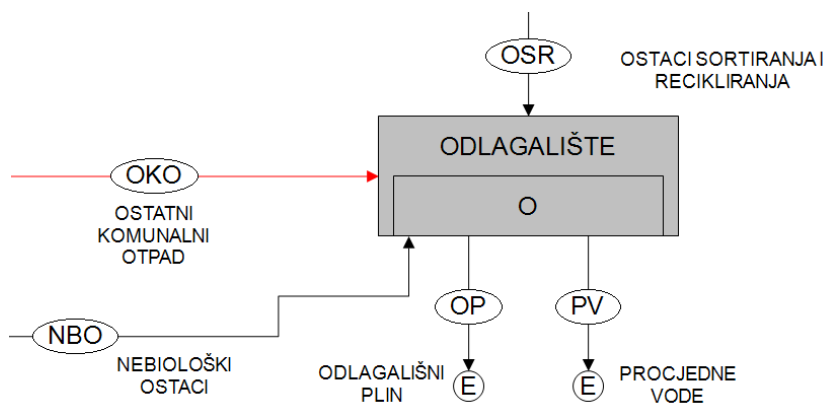 OSR
OSTACI SORTIRANJA I
RECIKLIRANJA
ODLAGALIŠTE
OKO
O
OSTATNI
KOMUNALNI
OTPAD
OP
PV
NBO
NEBIOLOŠKI
OSTACI
ODLAGALIŠNI
PLIN
E
E
PROCJEDNE
VODE